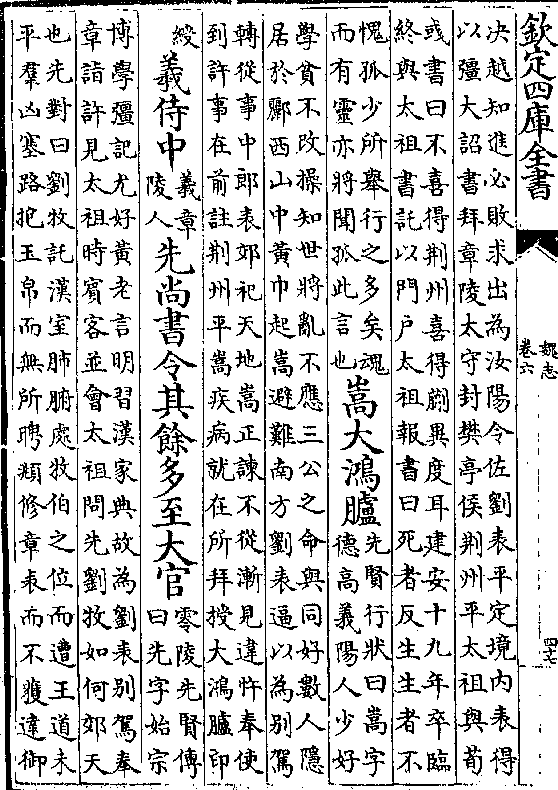 欽定四庫全書
魏志
卷六
四十七
決越知進必敗求出為汝陽令佐劉表平定境内表得
以彊大詔書拜章陵太守封樊亭侯荆州平太祖與荀
彧書曰不喜得荆州喜得蒯異度耳建安十九年卒臨
終與太祖書託以門户太祖報書曰死者反生生者不
愧孤少所舉行之多矣魂
而有靈亦將聞孤此言也
嵩大鴻臚
先賢行狀曰嵩字
德高義陽人少好
學貧不改操知世將亂不應三公之命與同好數人隱
居於酈西山中黄巾起嵩避難南方劉表逼以為別駕
轉從事中郎表郊祀天地嵩正諫不從漸見違忤奉使
到許事在前註荆州平嵩疾病就在所拜授大鴻臚印
綬
義侍中
義章
陵人
先尚書令其餘多至大官
零陵先賢傳
曰先字始宗
博學彊記尤好黄老言明習漢家典故為劉表別駕奉
章詣許見太祖時賓客並會太祖問先劉牧如何郊天
也先對曰劉牧託漢室肺腑處牧伯之位而遭王道未
平羣凶塞路抱玉帛而無所聘頫修章表而不獲達御